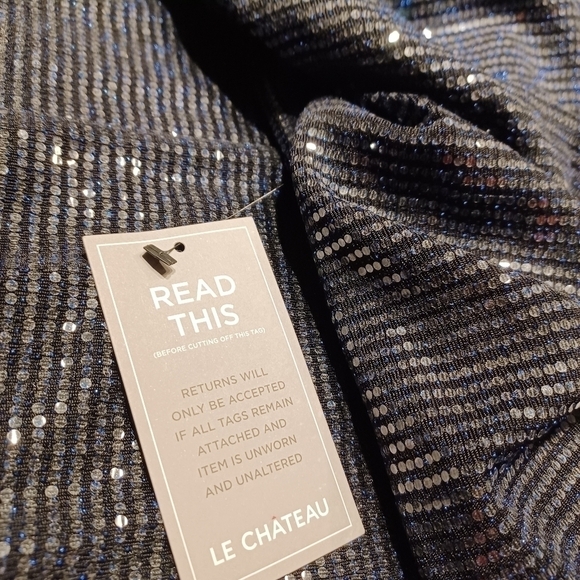 READ
THIS
(BEFORE CUTTING OFF THIS TAG)
RETURNS WILL
ONLY BE ACCEPTED
IF ALL TAGS REMAIN
ATTACHED AND
ITEM IS UNWORN
AND UNALTERED
LE CHATEAU